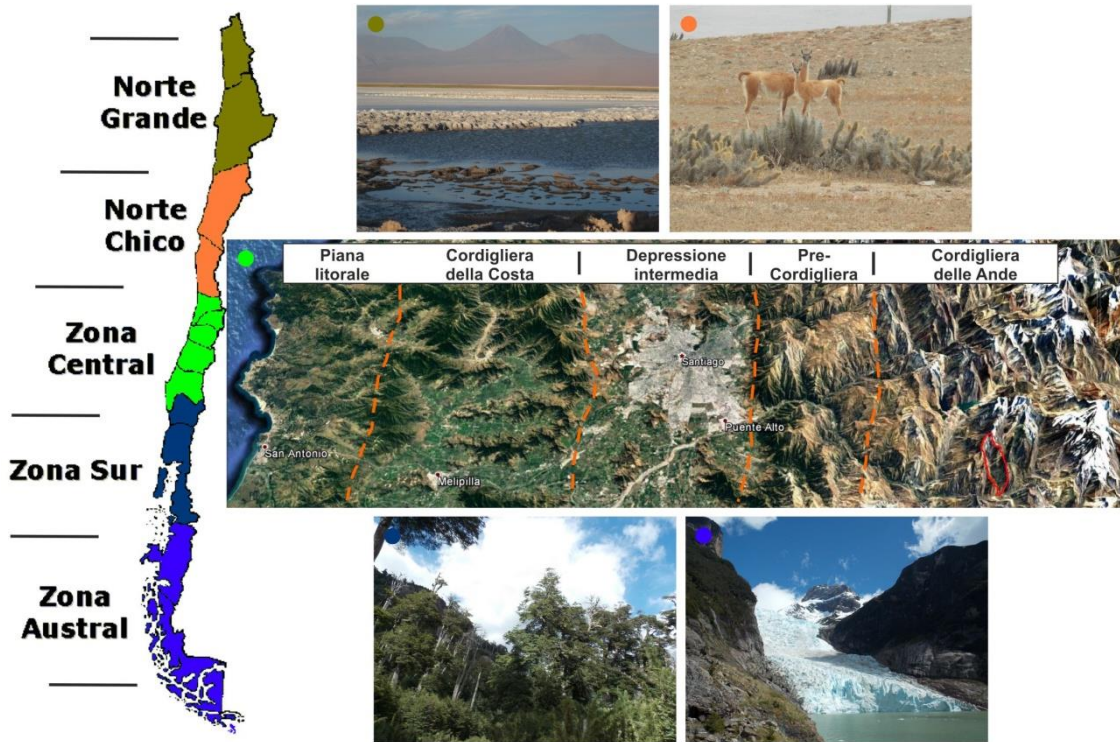 Norte
Grande
Norte
Chico
Zona
Central
Zona Sur
Zona
Austral
Piana
litorale
Cordigliera
della Costa
Depressione
intermedia
Pre-
Cordigliera
Cordigliera
delle Ande
Santiago
Puente Alto
San Antonio
Melipilla